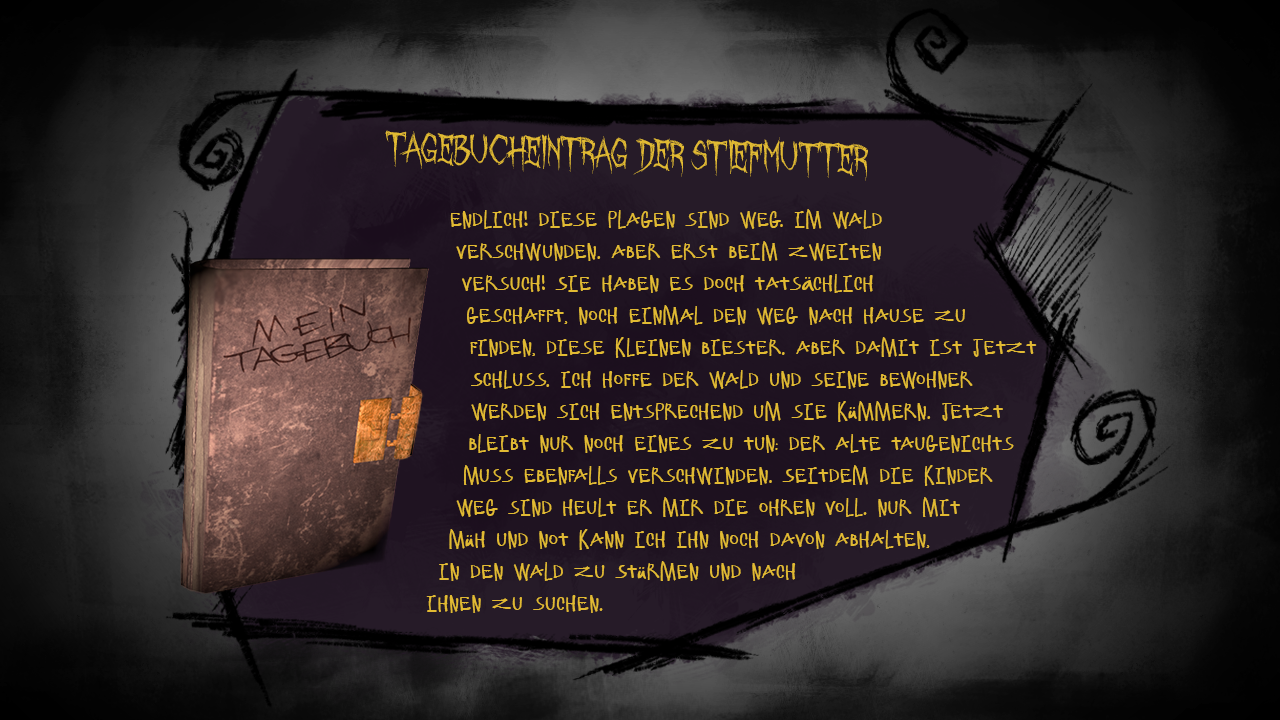 TAGEBUCHEINTRAG DER STIEFMUTTER
ENDLICH! DIESE PLAGEN SIND WEG. IM WALD
VERSCHWUNDEN. ABER ERST BEIM ZWEITEN
VERSUCH! SIE HABEN ES DOCH TATSÄCHLICH
GESCHAFFT, NOCH EINMAL DEN WEG NACH HAUSE ZU
FINDEN, DIESE KLEINEN BIESTER. ABER DAMIT IST JETZT
SCHLUSS. ICH HOFFE DER WALD UND SEINE BEWOHNER
WERDEN SICH ENTSPRECHEND UM SIE KÜMMERN. JETZT
BLEIBT NUR NOCH EINES ZU TUN: DER ALTE TAUGENICHTS
MUSS EBENFALLS VERSCHWINDEN. SEITDEM DIE KINDER
WEG SIND HEULT ER MIR DIE OHREN VOLL. NUR MIT
MÜH UND NOT KANN ICH IHN NOCH DAVON ABHALTEN,
IN DEN WALD ZU STÜRMEN UND NACH
IHNEN ZU SUCHEN.
MEIN
TAGEBUCH